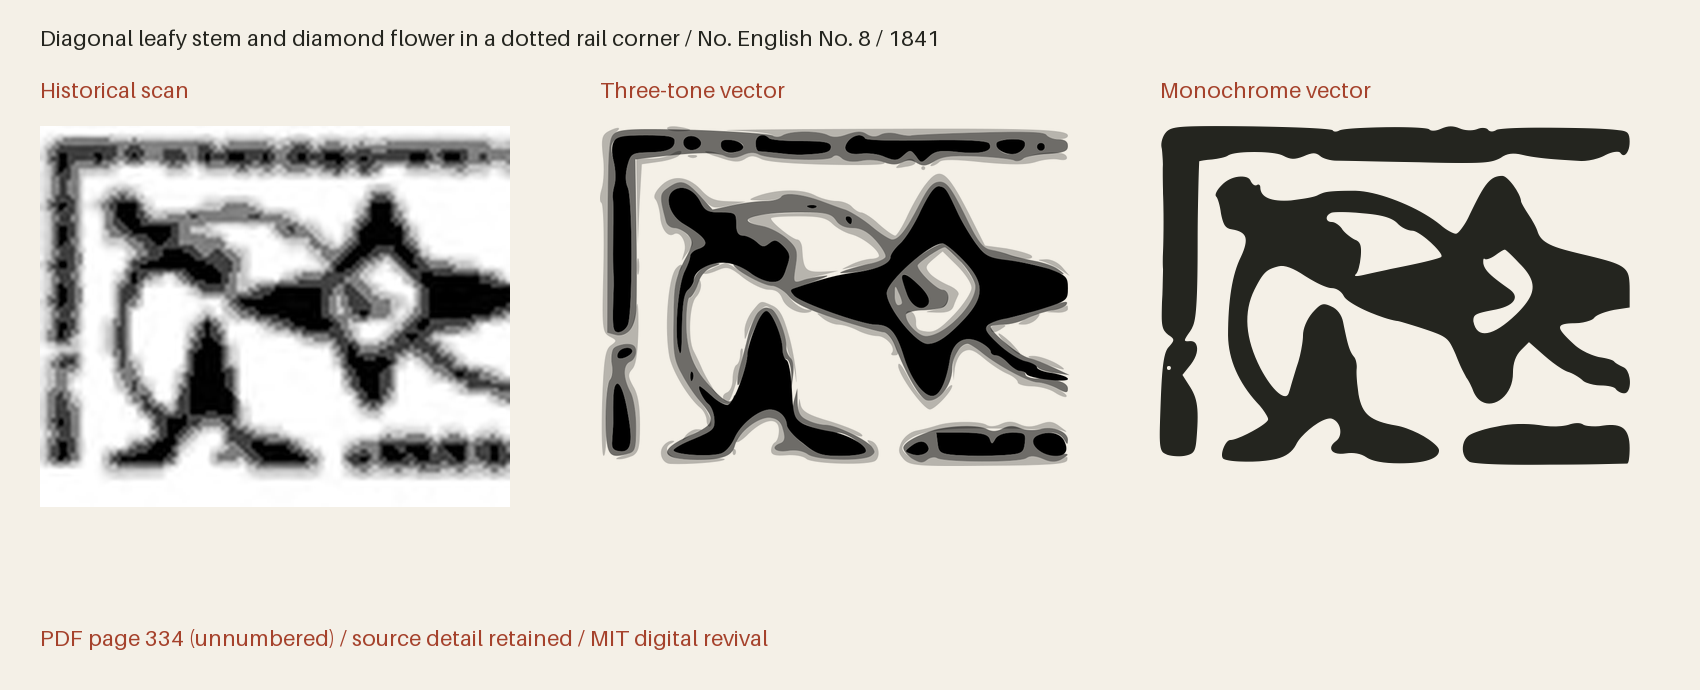 Diagonal leafy stem and diamond flower in a dotted rail corner / No. English No. 8 / 1841
Historical scan
Three-tone vector
Monochrome vector
PDF page 334 (unnumbered) / source detail retained / MIT digital revival